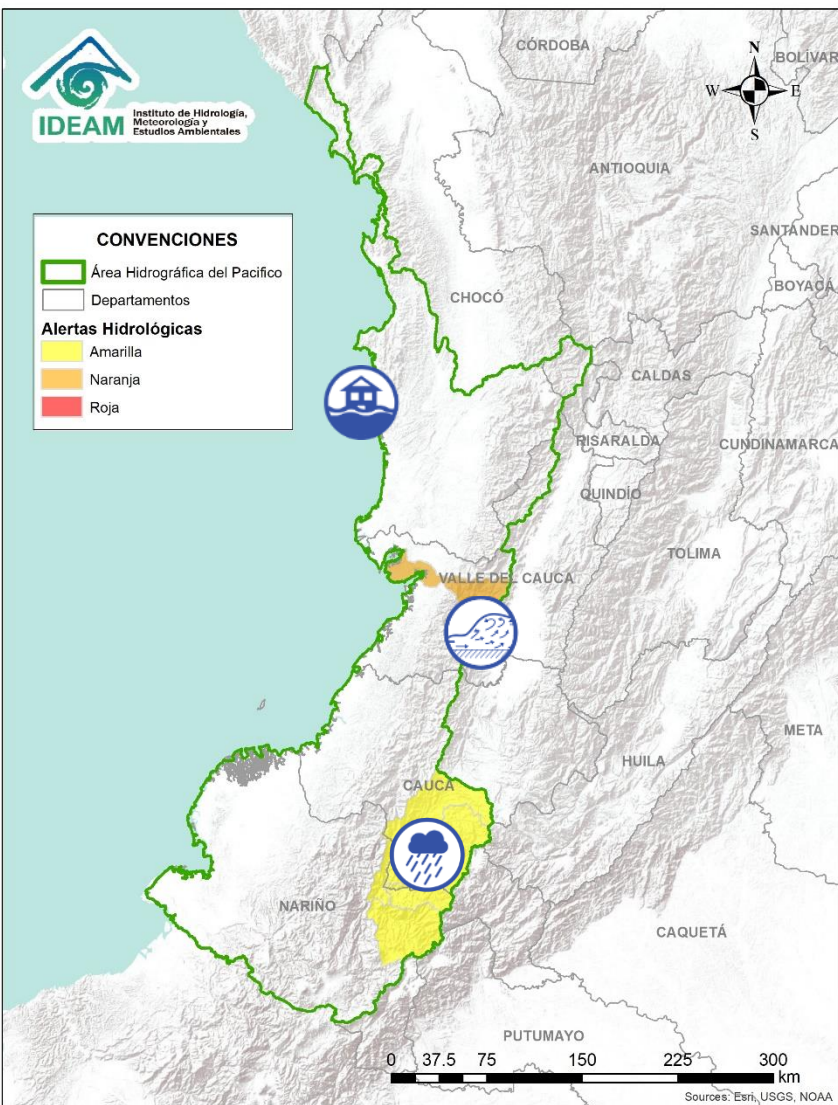 IDEAM
Instituto de Hidrología,
Meteorología y
Estudios Ambientales
CÓRDOBA
BOLÍVAR
N
W
E
S
ANTIOQUIA
SANTANDER
BOYACÁ
CONVENCIONES
Área Hidrográfica del Pacifico
Departamentos
Alertas Hidrológicas
Amarilla
Naranja
Roja
CHOCÓ
CALDAS
RISARALDA
CUNDINAMARCA
QUINDÍO
TOLIMA
VALLE DEL CAUCA
META
HUILA
CAUCA
NARIÑO
CAQUETÁ
PUTUMAYO
0 37.5 75 150 225 300
km
Sources: Esri, USGS, NOAA